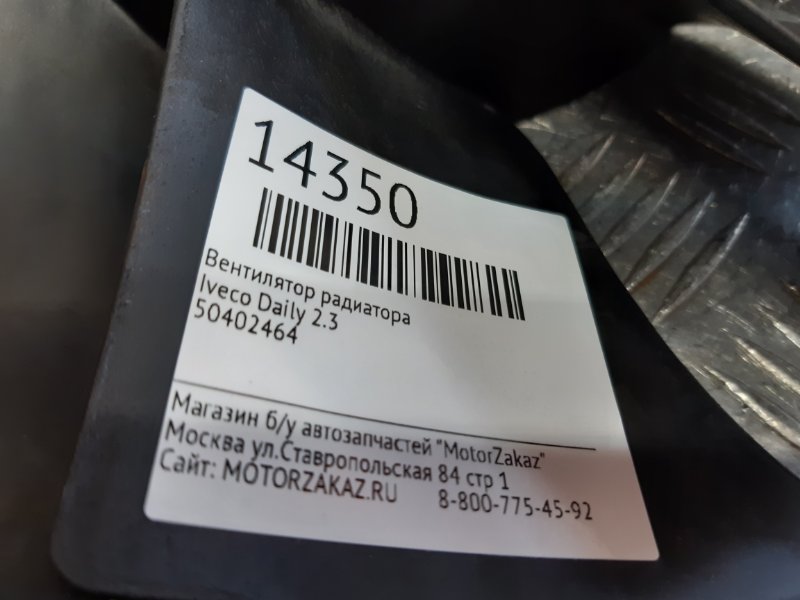 14350
Вентилятор радиатора
Iveco Daily 2.3
50402464
Магазин б/у автозапчастей "MotorZakaz"
Москва ул.Ставропольская 84 стр 1
Сайт: MOTORZAKAZ.RU 8-800-775-45-92